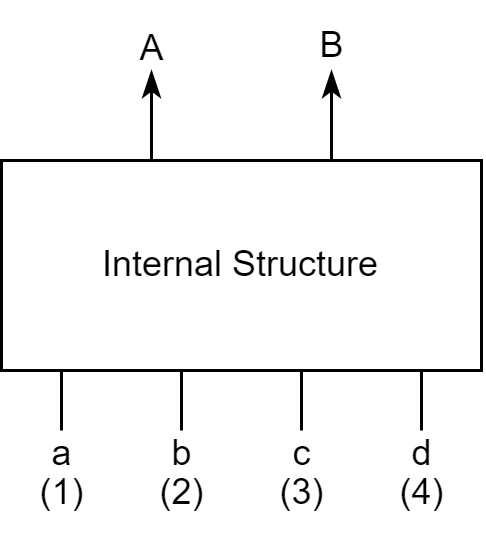 A B
Internal Structure
a b c d
(1) (2) (3) (4)